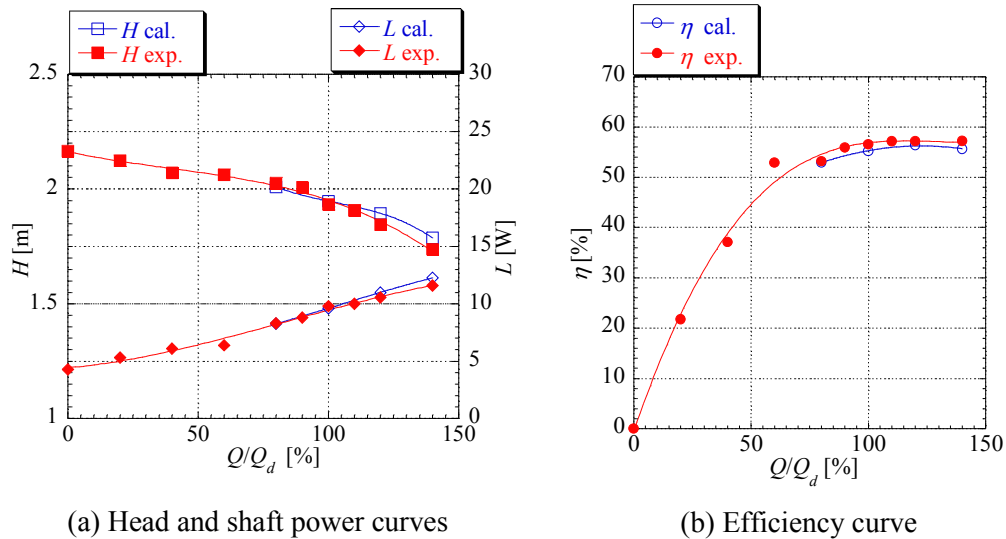 H cal.
H exp.
L cal.
L exp.
2.5
2
1.5
1
H [m]
30
25
20
15
10
5
0
L [W]
0 50 100 150
Q/Q_d [%]
(a) Head and shaft power curves
η cal.
η exp.
70
60
50
40
30
20
10
0
η [%]
0 50 100 150
Q/Q_d [%]
(b) Efficiency curve